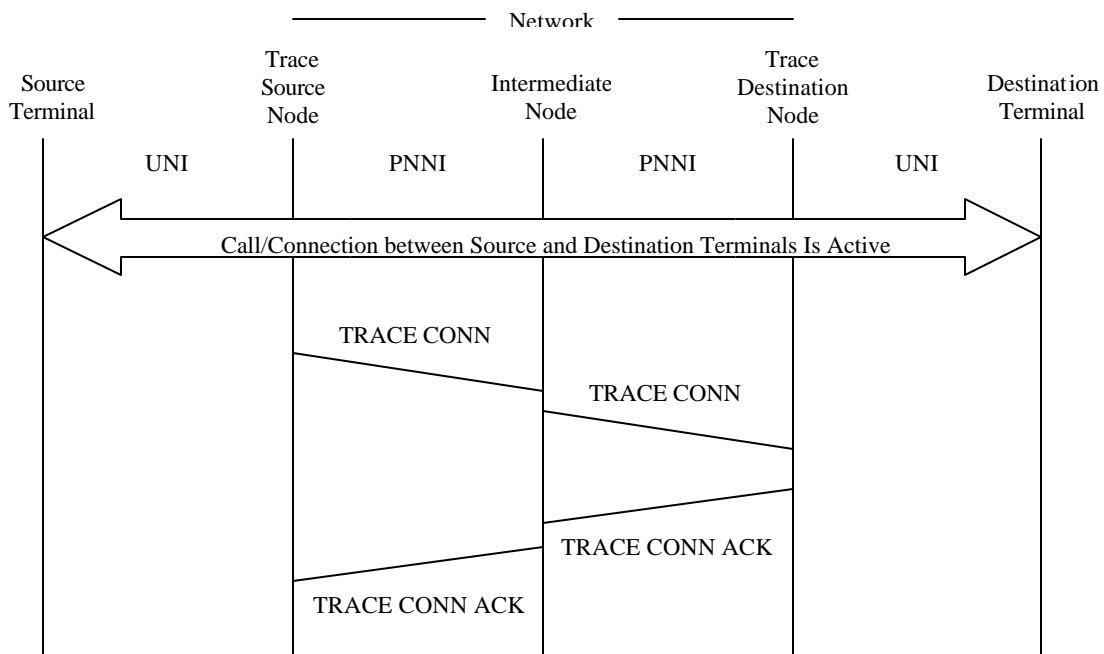 Network
Source
Terminal
Trace
Source
Node
Intermediate
Node
Trace
Destination
Node
Destination
Terminal
UNI
PNNI
PNNI
UNI
Call/Connection between Source and Destination Terminals Is Active
TRACE CONN
TRACE CONN
TRACE CONN ACK
TRACE CONN ACK